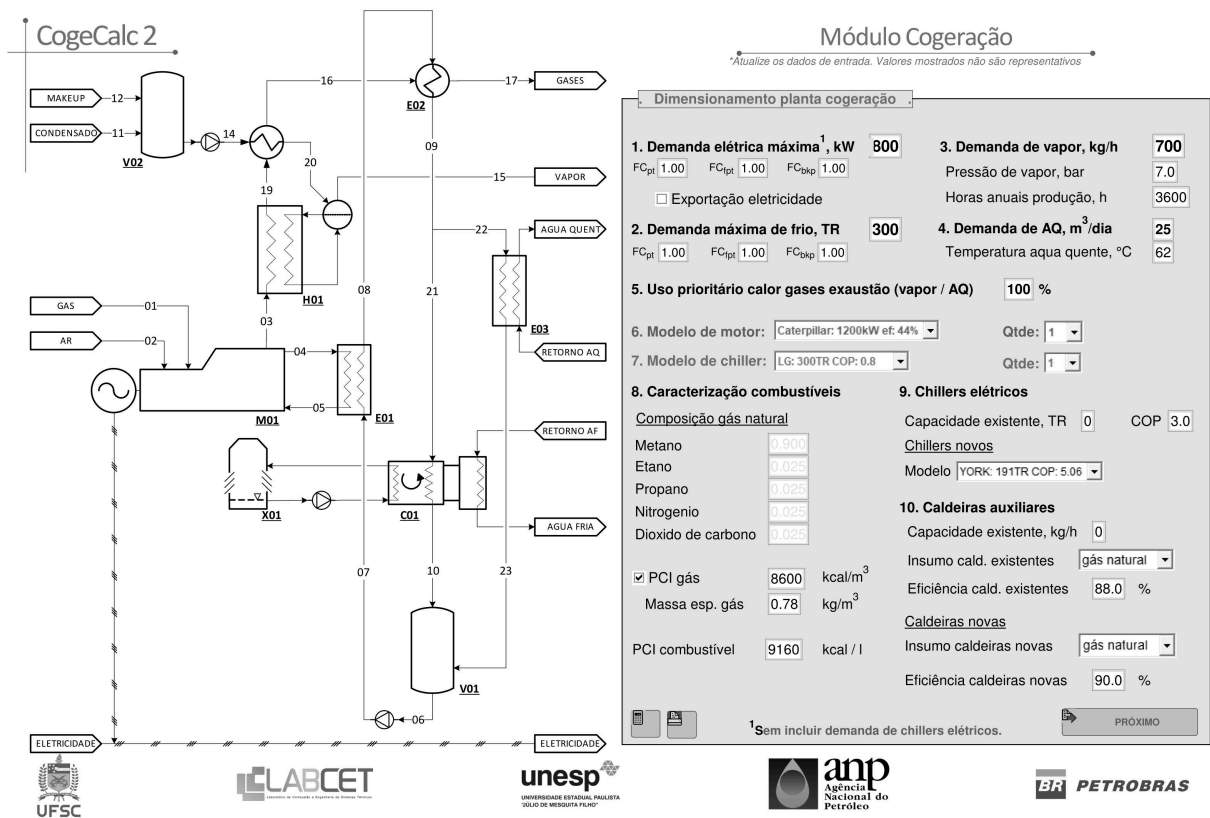 CogeCalc 2
MAKEUP
12
CONDENSADO
11
V02
14
16
E02
17
GASES
09
20
19
15
VAPOR
22
AGUA QUENT
H01
08
21
E03
GAS
01
03
AR
02
04
RETORNO AQ
05
M01
E01
RETORNO AF
X01
C01
AGUA FRIA
07
10
23
V01
06
ELETRICIDADE
ELETRICIDADE
Módulo Cogeração
*Atualize os dados de entrada. Valores mostrados não são representativos
. Dimensionamento planta cogeração .
1. Demanda elétrica máxima¹, kW 800
FCpt 1.00 FCfpt 1.00 FCbkp 1.00
Exportação eletricidade
2. Demanda máxima de frio, TR 300
FCpt 1.00 FCfpt 1.00 FCbkp 1.00
3. Demanda de vapor, kg/h 700
Pressão de vapor, bar 7.0
Horas anuais produção, h 3600
4. Demanda de AQ, m³/dia 25
Temperatura aqua quente, °C 62
5. Uso prioritário calor gases exaustão (vapor / AQ) 100 %
6. Modelo de motor: Caterpillar: 1200kW ef: 44% Qtde: 1
7. Modelo de chiller: LG: 300TR COP: 0.8 Qtde: 1
8. Caracterização combustíveis
Composição gás natural
Metano 0.900
Etano 0.025
Propano 0.025
Nitrogenio 0.025
Dioxido de carbono 0.025
PCI gás 8600 kcal/m³
Massa esp. gás 0.78 kg/m³
PCI combustível 9160 kcal / l
9. Chillers elétricos
Capacidade existente, TR 0 COP 3.0
Chillers novos
Modelo YORK: 191TR COP: 5.06
10. Caldeiras auxiliares
Capacidade existente, kg/h 0
Insumo cald. existentes gás natural
Eficiência cald. existentes 88.0 %
Caldeiras novas
Insumo caldeiras novas gás natural
Eficiência caldeiras novas 90.0 %
¹Sem incluir demanda de chillers elétricos.
PRÓXIMO
UFSC
LABCET
Laboratório de Combustão e Engenharia de Sistemas Térmicos
unesp
UNIVERSIDADE ESTADUAL PAULISTA
"JÚLIO DE MESQUITA FILHO"
anp
Agência
Nacional do
Petróleo
BR PETROBRAS